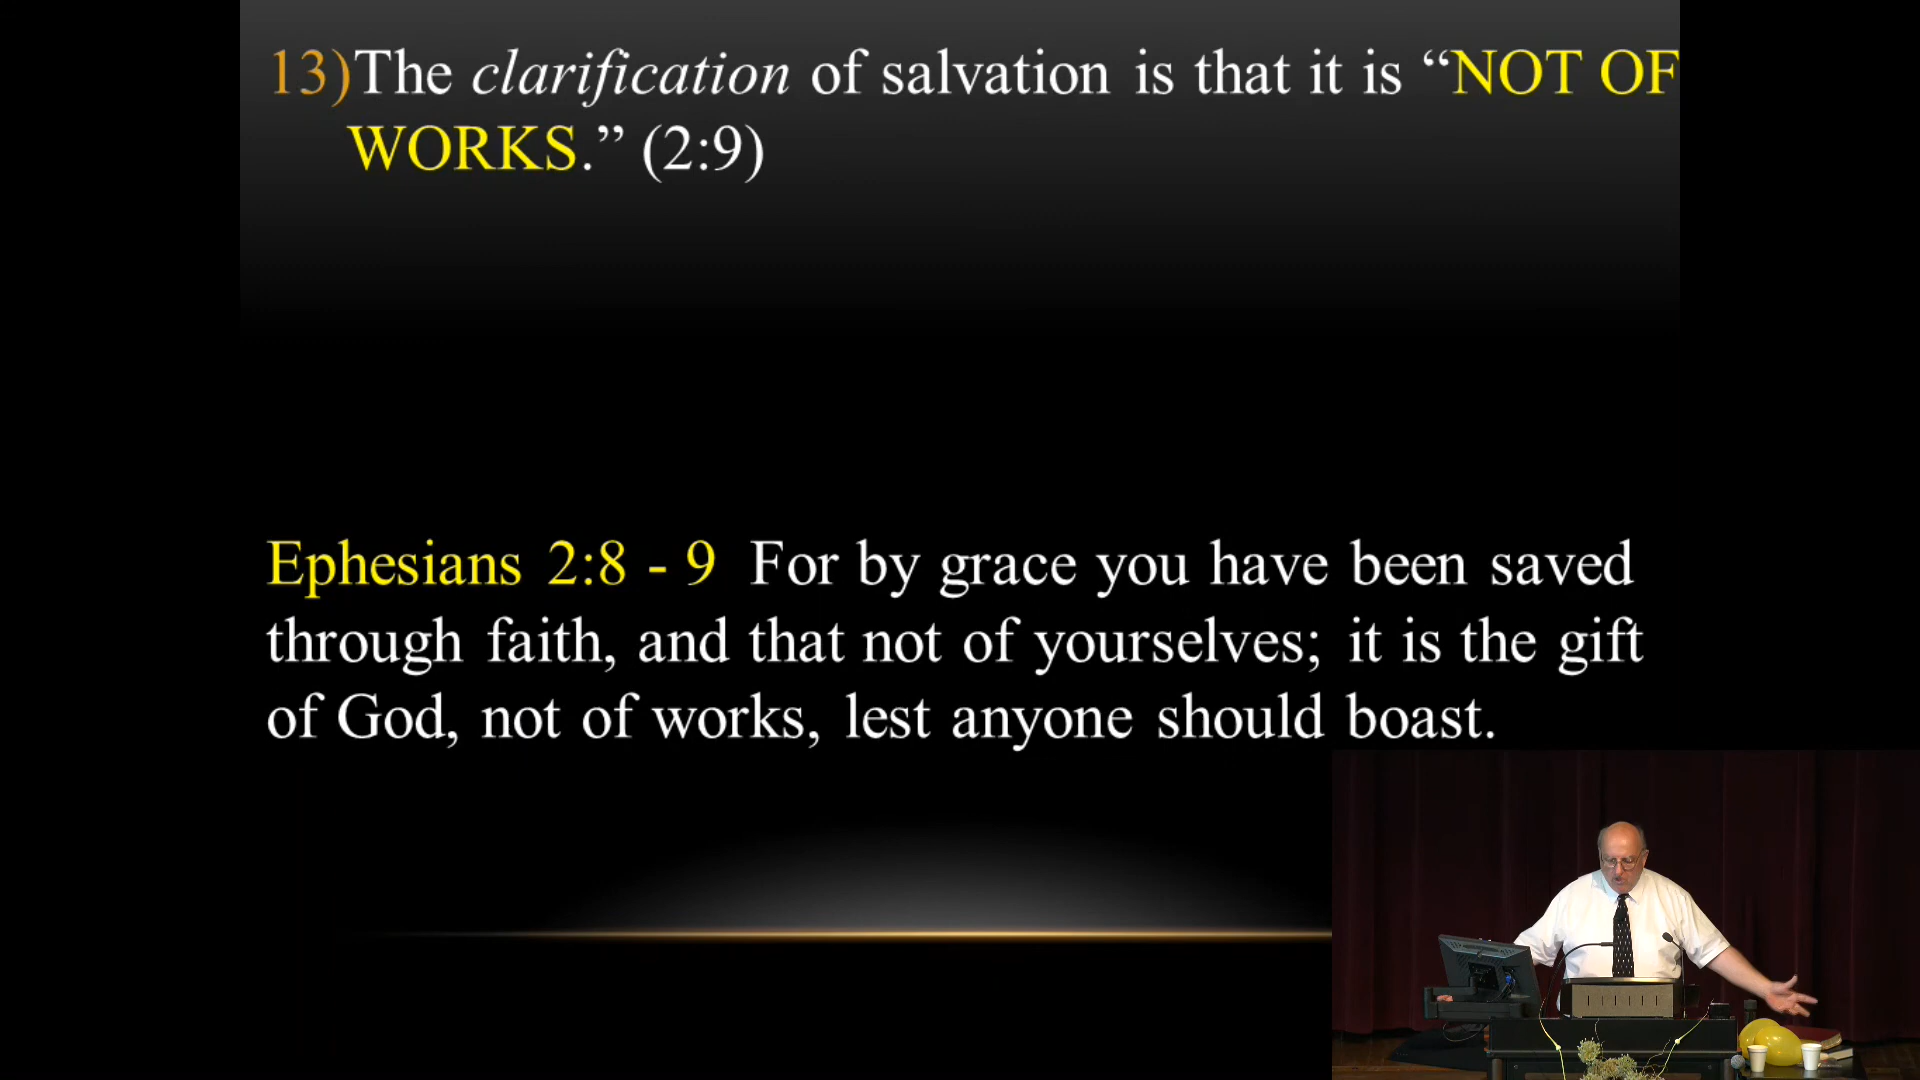 13)The clarification of salvation is that it is “NOT OF
WORKS.” (2:9)
Ephesians 2:8 - 9 For by grace you have been saved
through faith, and that not of yourselves; it is the gift
of God, not of works, lest anyone should boast.